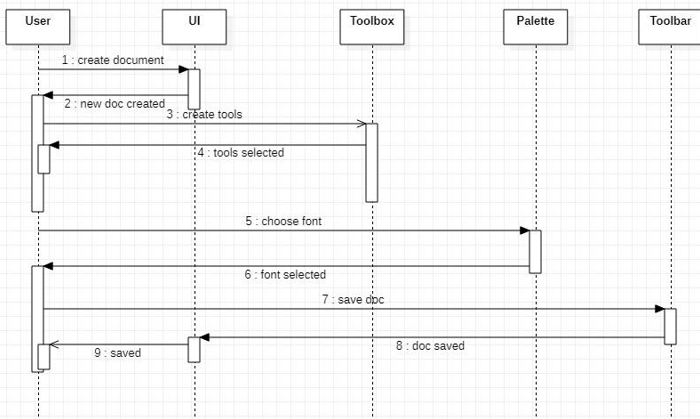 User
UI
Toolbox
Palette
Toolbar
1 : create document
2 : new doc created
3 : create tools
4 : tools selected
5 : choose font
6 : font selected
7 : save doc
8 : doc saved
9 : saved